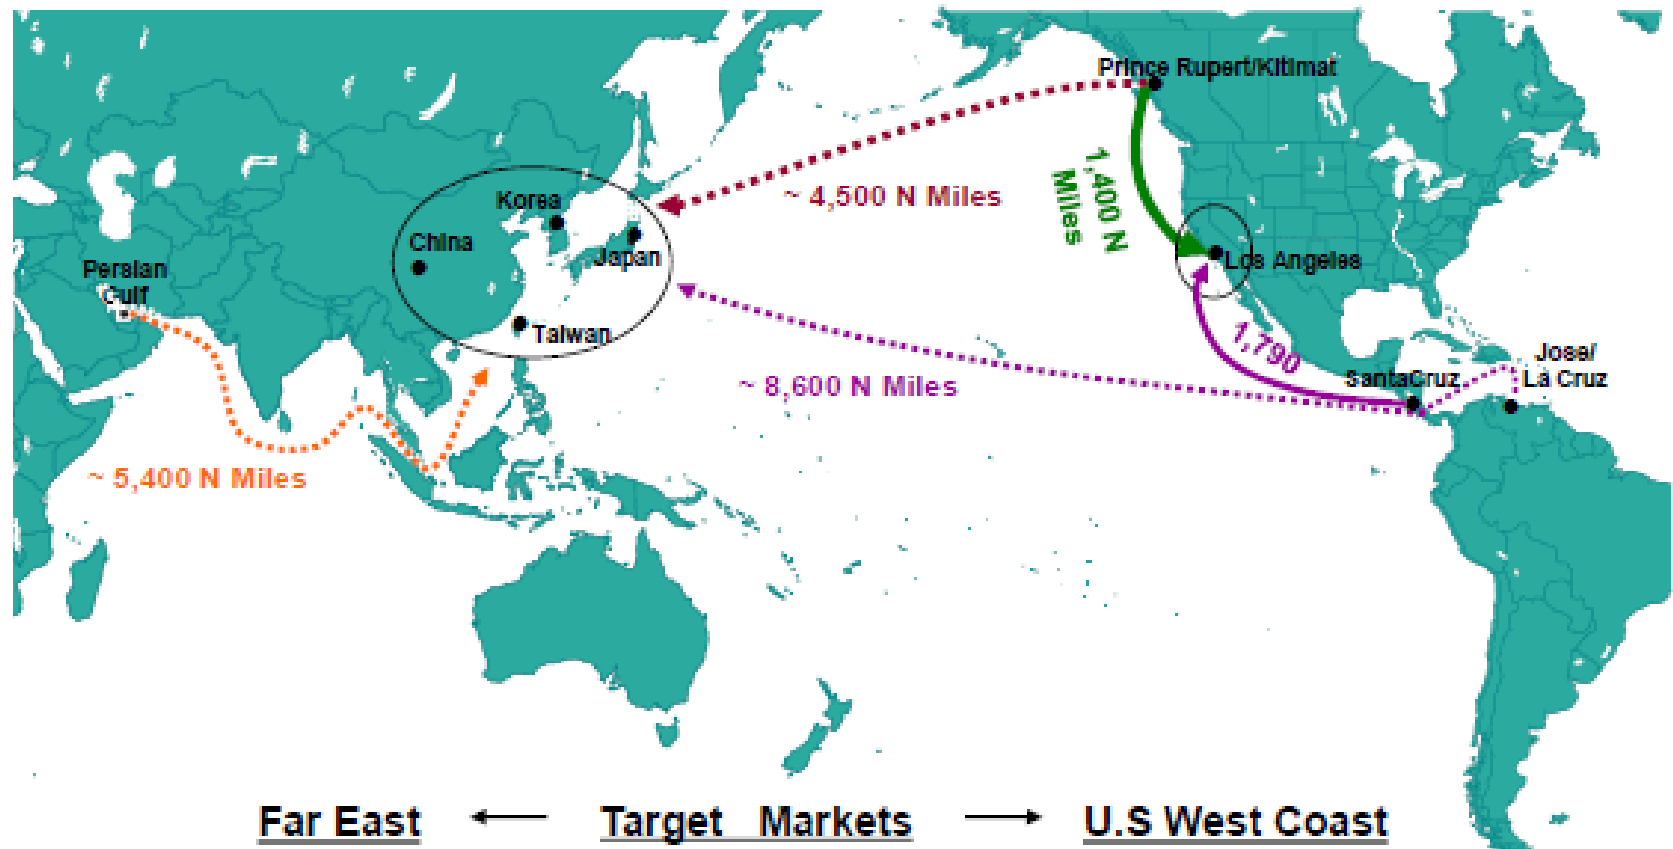 Prince Rupert/Kitimat
~ 4,500 N Miles
1,400 N
Miles
Korea
China
Japan
Los Angeles
Persian
Gulf
Taiwan
1,790
Jose/
SantaCruz
La Cruz
~ 8,600 N Miles
~ 5,400 N Miles
Far East
Target Markets
U.S West Coast